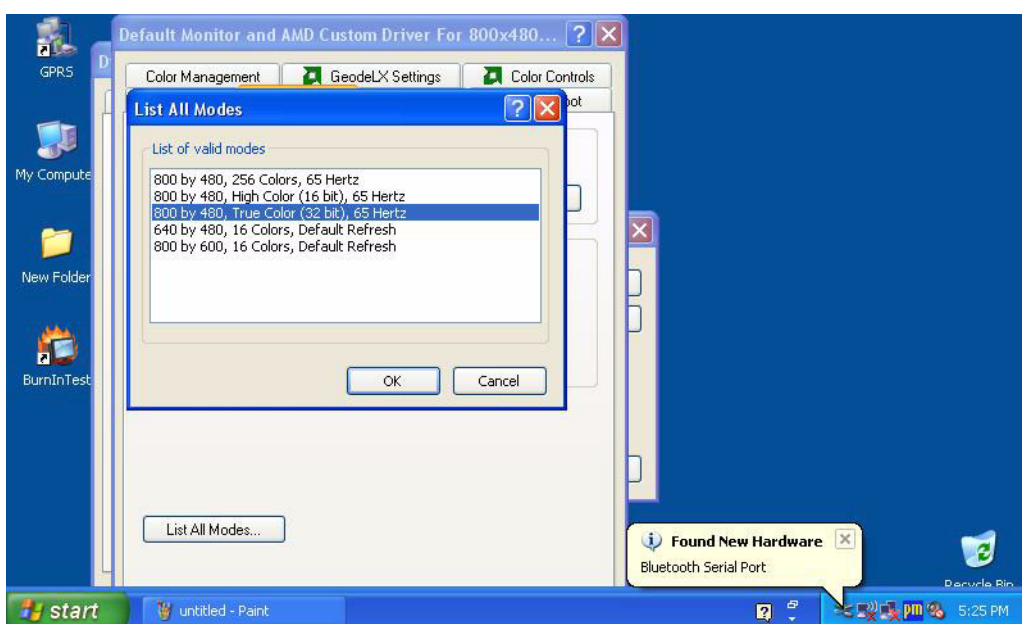 GPRS
My Compute
New Folder
BurnInTest
D
Default Monitor and AMD Custom Driver For 800x480...
Color Management
GeodeLX Settings
Color Controls
List All Modes
List of valid modes
800 by 480, 256 Colors, 65 Hertz
800 by 480, High Color (16 bit), 65 Hertz
800 by 480, True Color (32 bit), 65 Hertz
640 by 480, 16 Colors, Default Refresh
800 by 600, 16 Colors, Default Refresh
OK
Cancel
List All Modes...
Found New Hardware
Bluetooth Serial Port
Recycle Bin
start
untitled - Paint
pm
5:25 PM